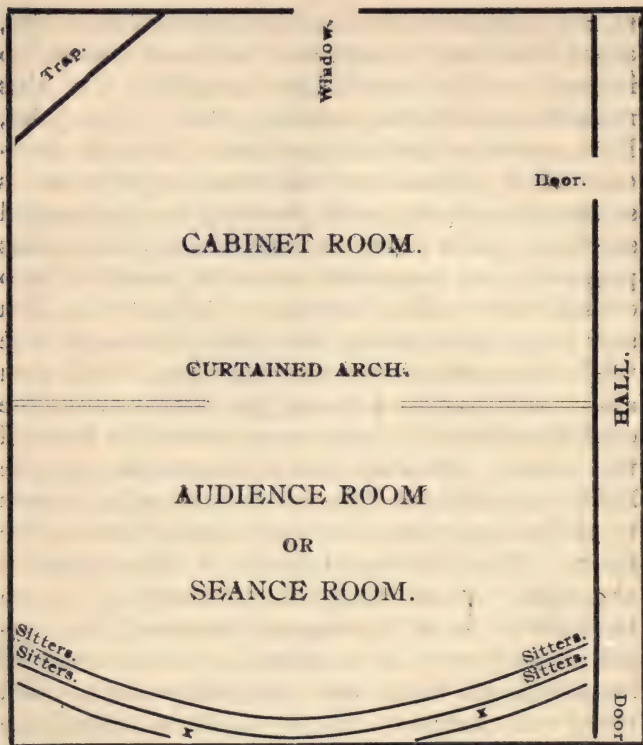 Trap.
Window.
Door.
CABINET ROOM.
CURTAINED ARCH.
HALL.
AUDIENCE ROOM
OR
SEANCE ROOM.
Sitters.
Sitters.
Sitters.
Sitters.
x
x
Door